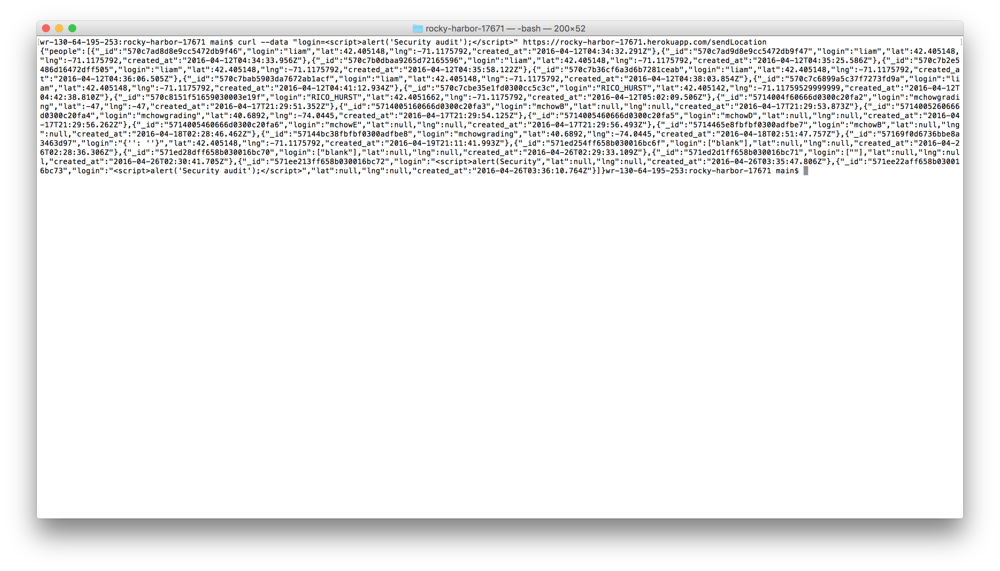 rocky-harbor-17671 — -bash — 200×52
[wr-130-64-195-253:rocky-harbor-17671 main$ curl --data "login=<script>alert('Security audit');</script>" https://rocky-harbor-17671.herokuapp.com/sendLocation ]
{"people":[{"_id":"570c7ad8d8e9cc5472db9f46","login":"liam","lat":42.405148,"lng":-71.1175792,"created_at":"2016-04-12T04:34:32.291Z"},{"_id":"570c7ad9d8e9cc5472db9f47","login":"liam","lat":42.405148,
"lng":-71.1175792,"created_at":"2016-04-12T04:34:33.956Z"},{"_id":"570c7b0dbaa9265d72165596","login":"liam","lat":42.405148,"lng":-71.1175792,"created_at":"2016-04-12T04:35:25.586Z"},{"_id":"570c7b2e5
486d16472dff505","login":"liam","lat":42.405148,"lng":-71.1175792,"created_at":"2016-04-12T04:35:58.122Z"},{"_id":"570c7b36cf6a3d6b7281ceab","login":"liam","lat":42.405148,"lng":-71.1175792,"created_a
t":"2016-04-12T04:36:06.505Z"},{"_id":"570c7bab5903da7672ab1acf","login":"liam","lat":42.405148,"lng":-71.1175792,"created_at":"2016-04-12T04:38:03.854Z"},{"_id":"570c7c6899a5c37f7273fd9a","login":"li
am","lat":42.405148,"lng":-71.1175792,"created_at":"2016-04-12T04:41:12.934Z"},{"_id":"570c7cbe35e1fd0300cc5c3c","login":"RICO_HURST","lat":42.405142,"lng":-71.11759529999999,"created_at":"2016-04-12T
04:42:38.810Z"},{"_id":"570c8151f51659030003e19f","login":"RICO_HURST","lat":42.4051662,"lng":-71.1175792,"created_at":"2016-04-12T05:02:09.506Z"},{"_id":"5714004f60666d0300c20fa2","login":"mchowgradi
ng","lat":-47,"lng":-47,"created_at":"2016-04-17T21:29:51.352Z"},{"_id":"5714005160666d0300c20fa3","login":"mchowB","lat":null,"lng":null,"created_at":"2016-04-17T21:29:53.873Z"},{"_id":"5714005260666
d0300c20fa4","login":"mchowgrading","lat":40.6892,"lng":-74.0445,"created_at":"2016-04-17T21:29:54.125Z"},{"_id":"5714005460666d0300c20fa5","login":"mchowD","lat":null,"lng":null,"created_at":"2016-04
-17T21:29:56.262Z"},{"_id":"5714005460666d0300c20fa6","login":"mchowE","lat":null,"lng":null,"created_at":"2016-04-17T21:29:56.493Z"},{"_id":"5714465e8fbfbf0300adfbe7","login":"mchowB","lat":null,"lng
":null,"created_at":"2016-04-18T02:28:46.462Z"},{"_id":"57144bc38fbfbf0300adfbe8","login":"mchowgrading","lat":40.6892,"lng":-74.0445,"created_at":"2016-04-18T02:51:47.757Z"},{"_id":"57169f0d6736bbe8a
3463d97","login":"{'': ''}","lat":42.405148,"lng":-71.1175792,"created_at":"2016-04-19T21:11:41.993Z"},{"_id":"571ed254ff658b030016bc6f","login":["blank"],"lat":null,"lng":null,"created_at":"2016-04-2
6T02:28:36.306Z"},{"_id":"571ed28dff658b030016bc70","login":["blank"],"lat":null,"lng":null,"created_at":"2016-04-26T02:29:33.109Z"},{"_id":"571ed2d1ff658b030016bc71","login":[""],"lat":null,"lng":nul
l,"created_at":"2016-04-26T02:30:41.705Z"},{"_id":"571ee213ff658b030016bc72","login":"<script>alert(Security","lat":null,"lng":null,"created_at":"2016-04-26T03:35:47.806Z"},{"_id":"571ee22aff658b03001
6bc73","login":"<script>alert('Security audit');</script>","lat":null,"lng":null,"created_at":"2016-04-26T03:36:10.764Z"}]}wr-130-64-195-253:rocky-harbor-17671 main$